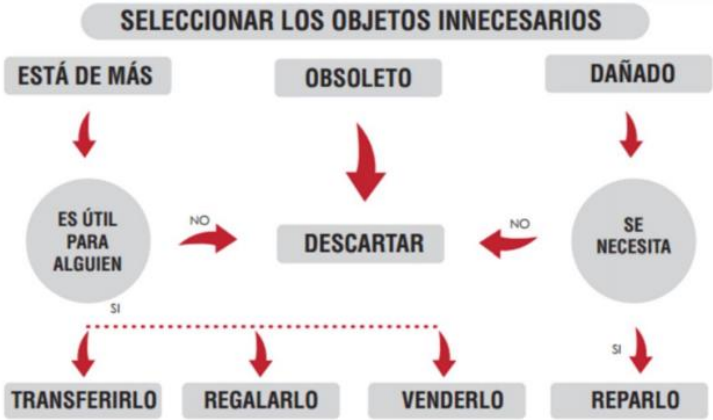 SELECCIONAR LOS OBJETOS INNECESARIOS
ESTÁ DE MÁS
OBSOLETO
DAÑADO
ES ÚTIL
PARA
ALGUIEN
NO
DESCARTAR
NO
SE
NECESITA
SI
SI
TRANSFERIRLO
REGALARLO
VENDERLO
REPARLO